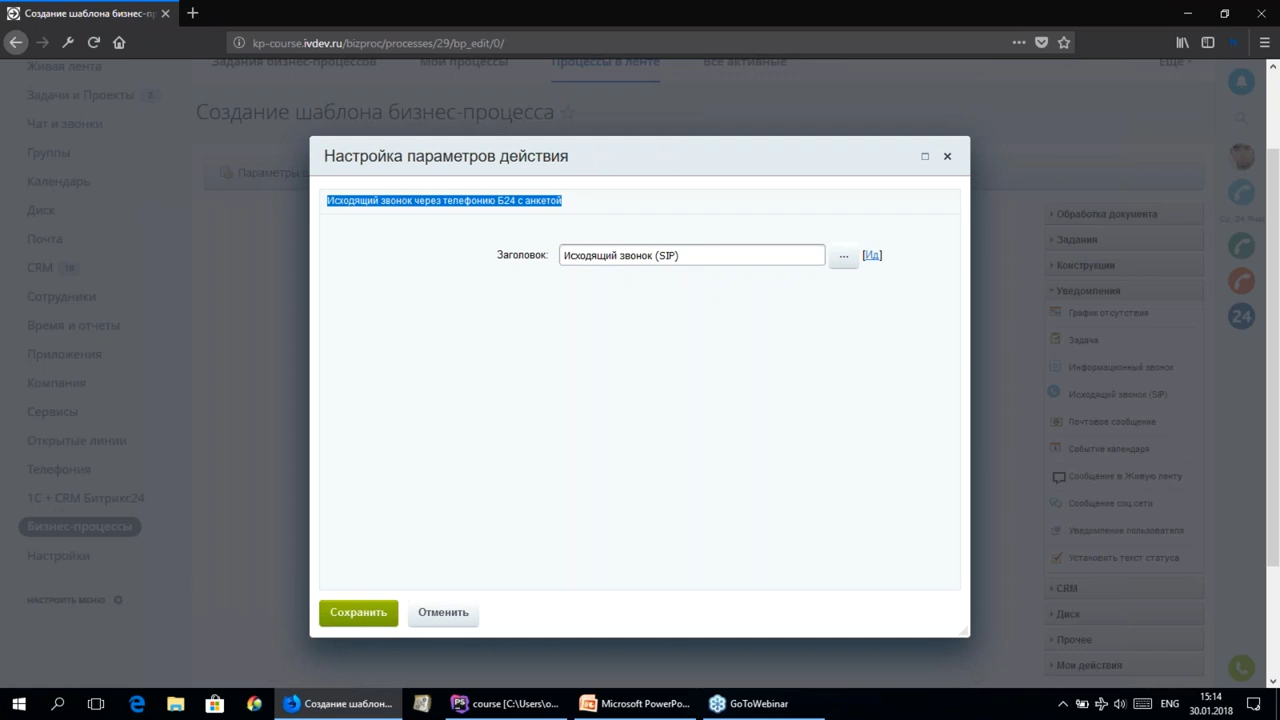 Создание шаблона бизнес-пр
kp-course.ivdev.ru/bizproc/processes/29/bp_edit/0/
Живая лента
Задания бизнес-процессов
Мои процессы
Процессы в ленте
Все активные
Ещё
Задачи и Проекты 2
Чат и звонки
Группы
Календарь
Диск
Почта
CRM 18
Сотрудники
Время и отчеты
Приложения
Компания
Сервисы
Открытые линии
Телефония
1С + CRM Битрикс24
Бизнес-процессы
Настройки
НАСТРОИТЬ МЕНЮ
Создание шаблона бизнес-процесса
Параметры
Настройка параметров действия
Исходящий звонок через телефонию Б24 с анкетой
Заголовок:
Исходящий звонок (SIP)
...
[Ид]
Сохранить
Отменить
Обработка документа
Задания
Конструкции
Уведомления
График отсутствия
Задача
Информационный звонок
Исходящий звонок (SIP)
Почтовое сообщение
Событие календаря
Сообщение в Живую ленту
Сообщение соц.сети
Уведомление пользователя
Установить текст статуса
CRM
Диск
Прочее
Мои действия
24
Создание шаблон...
course [C:\Users\o...
Microsoft PowerPo...
GoToWebinar
ENG
15:14
30.01.2018